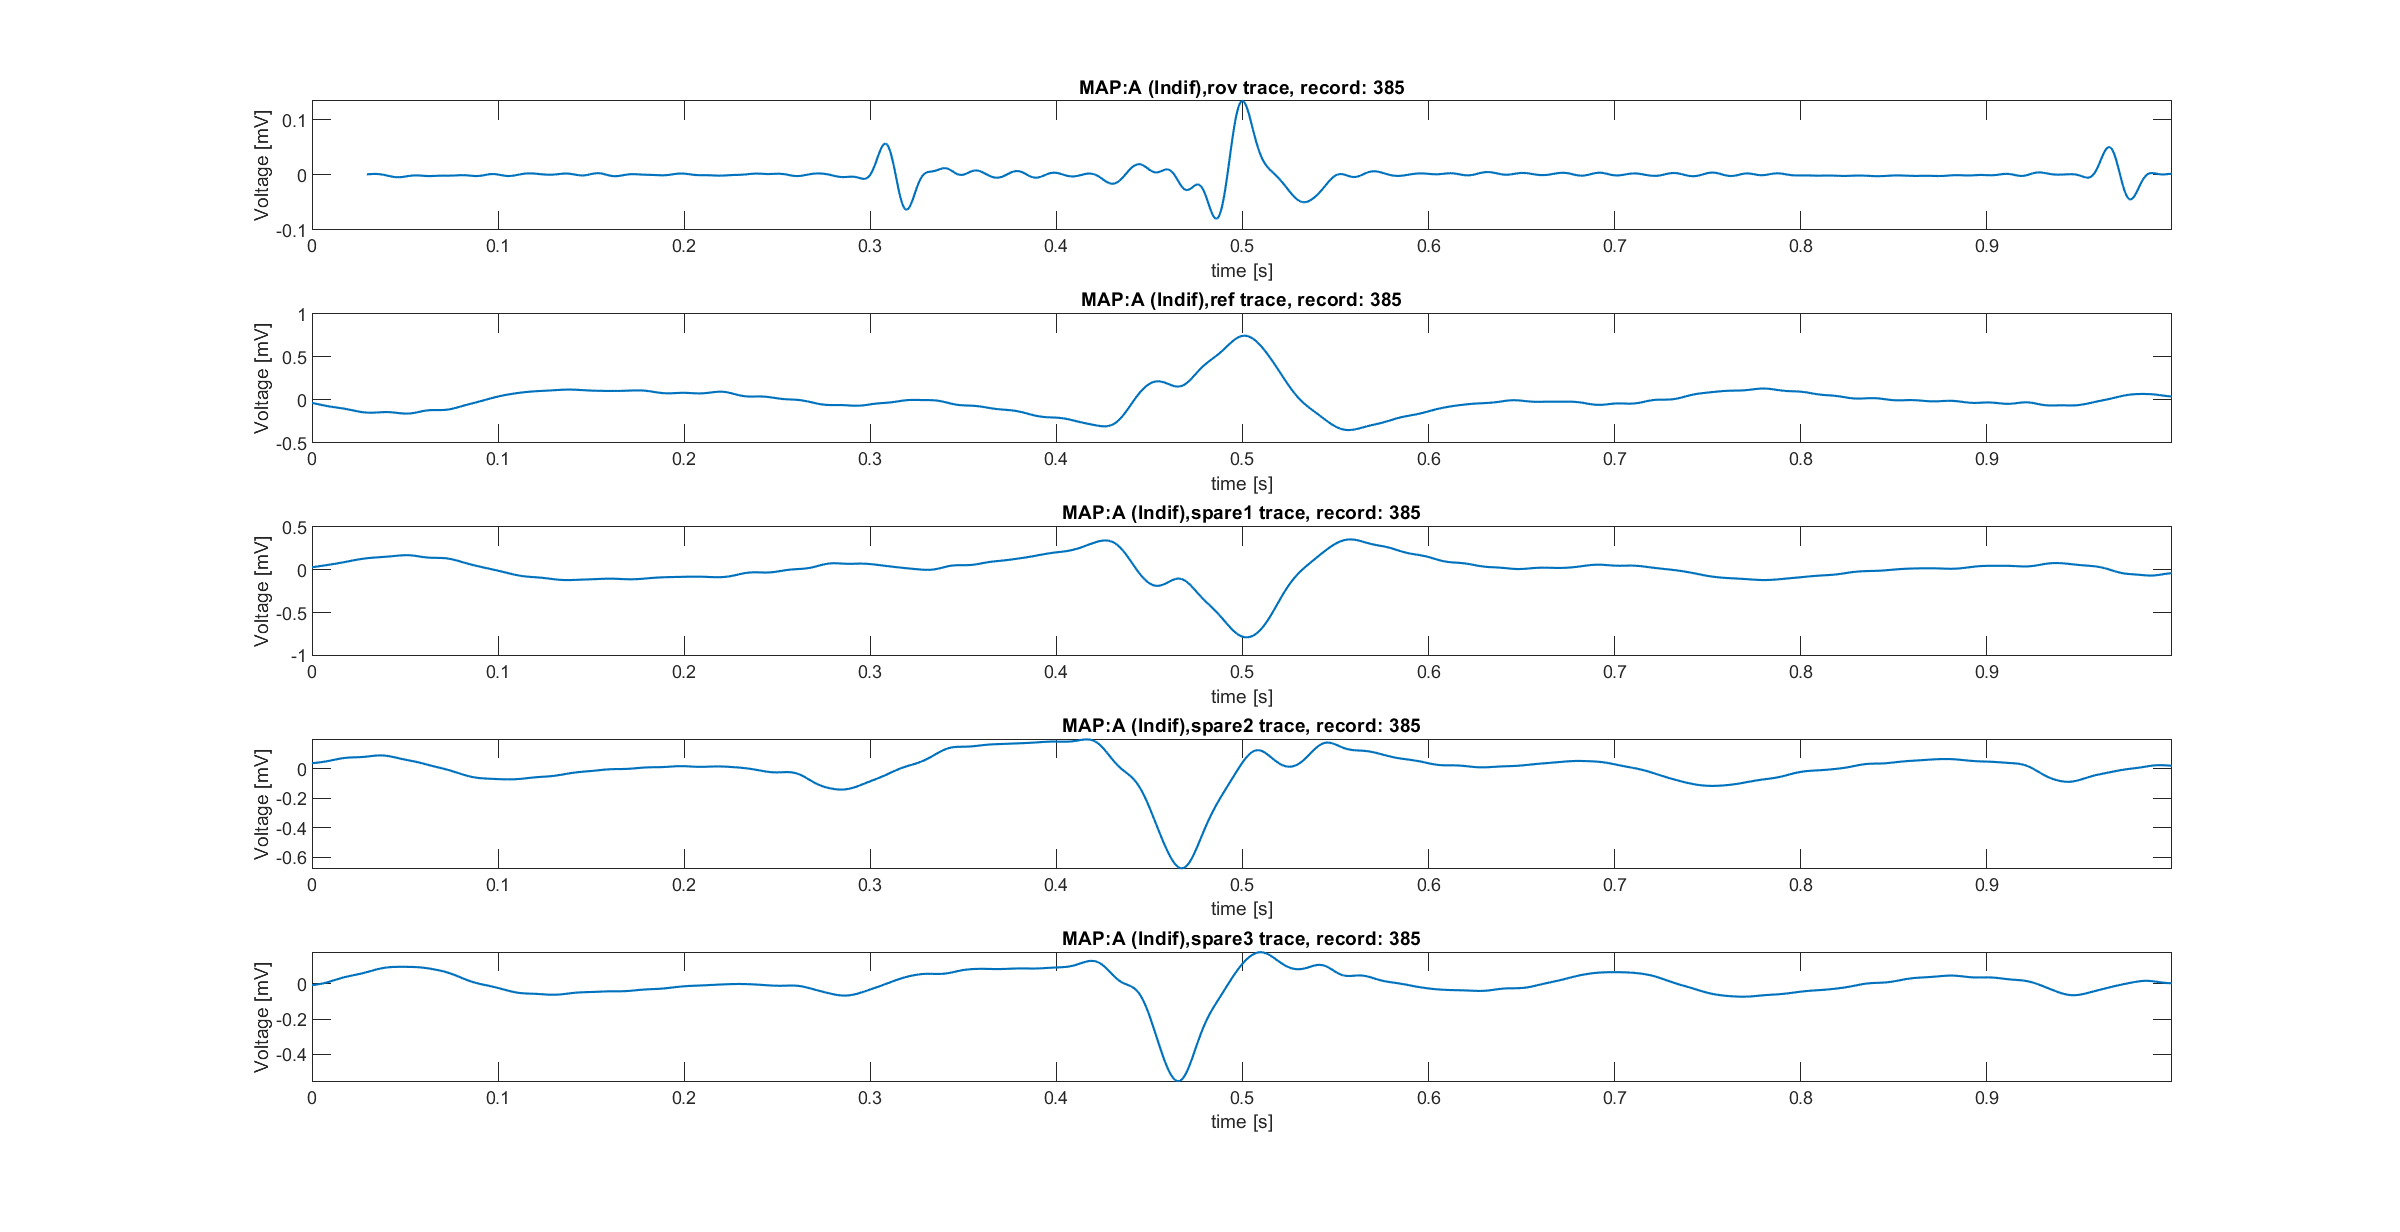 MAP:A (Indif),rov trace, record: 385
Voltage [mV]
0.1
0
-0.1
0 0.1 0.2 0.3 0.4 0.5 0.6 0.7 0.8 0.9
time [s]
MAP:A (Indif),ref trace, record: 385
Voltage [mV]
1
0.5
0
-0.5
0 0.1 0.2 0.3 0.4 0.5 0.6 0.7 0.8 0.9
time [s]
MAP:A (Indif),spare1 trace, record: 385
Voltage [mV]
0.5
0
-0.5
-1
0 0.1 0.2 0.3 0.4 0.5 0.6 0.7 0.8 0.9
time [s]
MAP:A (Indif),spare2 trace, record: 385
Voltage [mV]
0
-0.2
-0.4
-0.6
0 0.1 0.2 0.3 0.4 0.5 0.6 0.7 0.8 0.9
time [s]
MAP:A (Indif),spare3 trace, record: 385
Voltage [mV]
0
-0.2
-0.4
0 0.1 0.2 0.3 0.4 0.5 0.6 0.7 0.8 0.9
time [s]